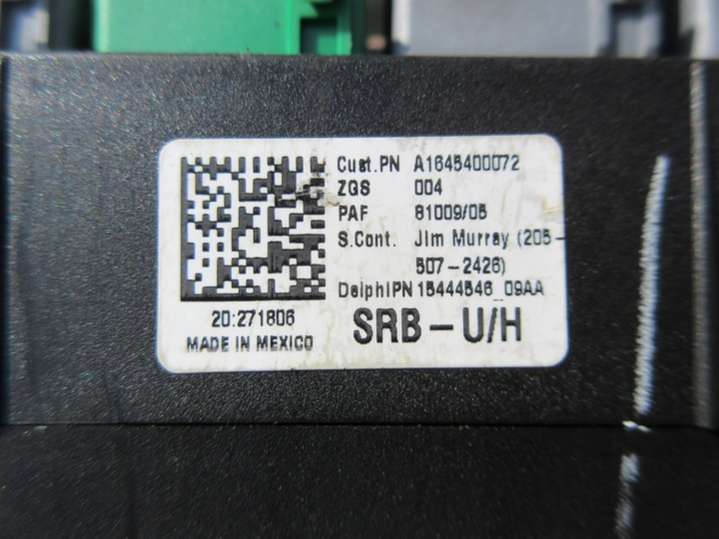 Cust.PN A1645400072
ZGS 004
PAF 81009/05
S.Cont. Jim Murray (205-
507-2426)
DelphiPN 15444546_09AA
20:271806
MADE IN MEXICO
SRB-U/H